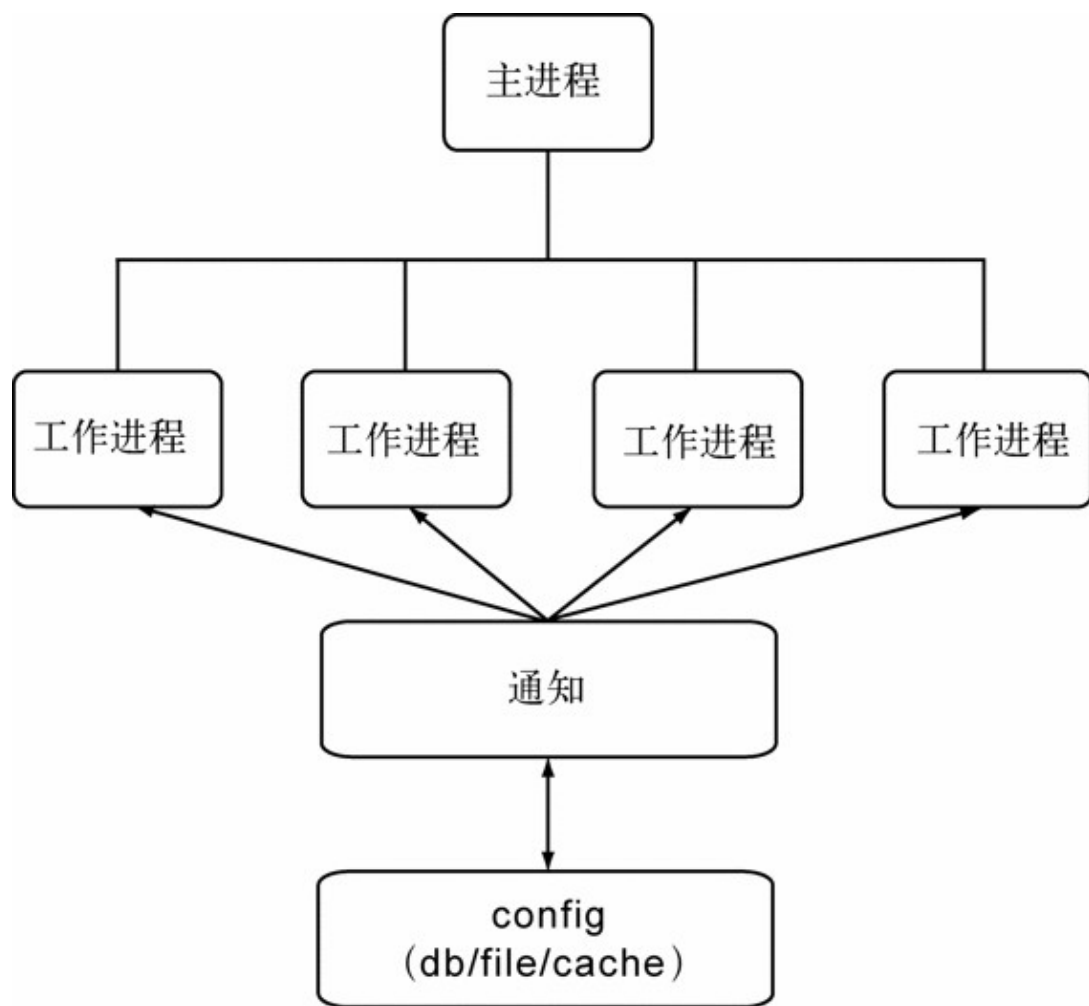 主进程
工作进程
工作进程
工作进程
工作进程
通知
config
（db/file/cache）